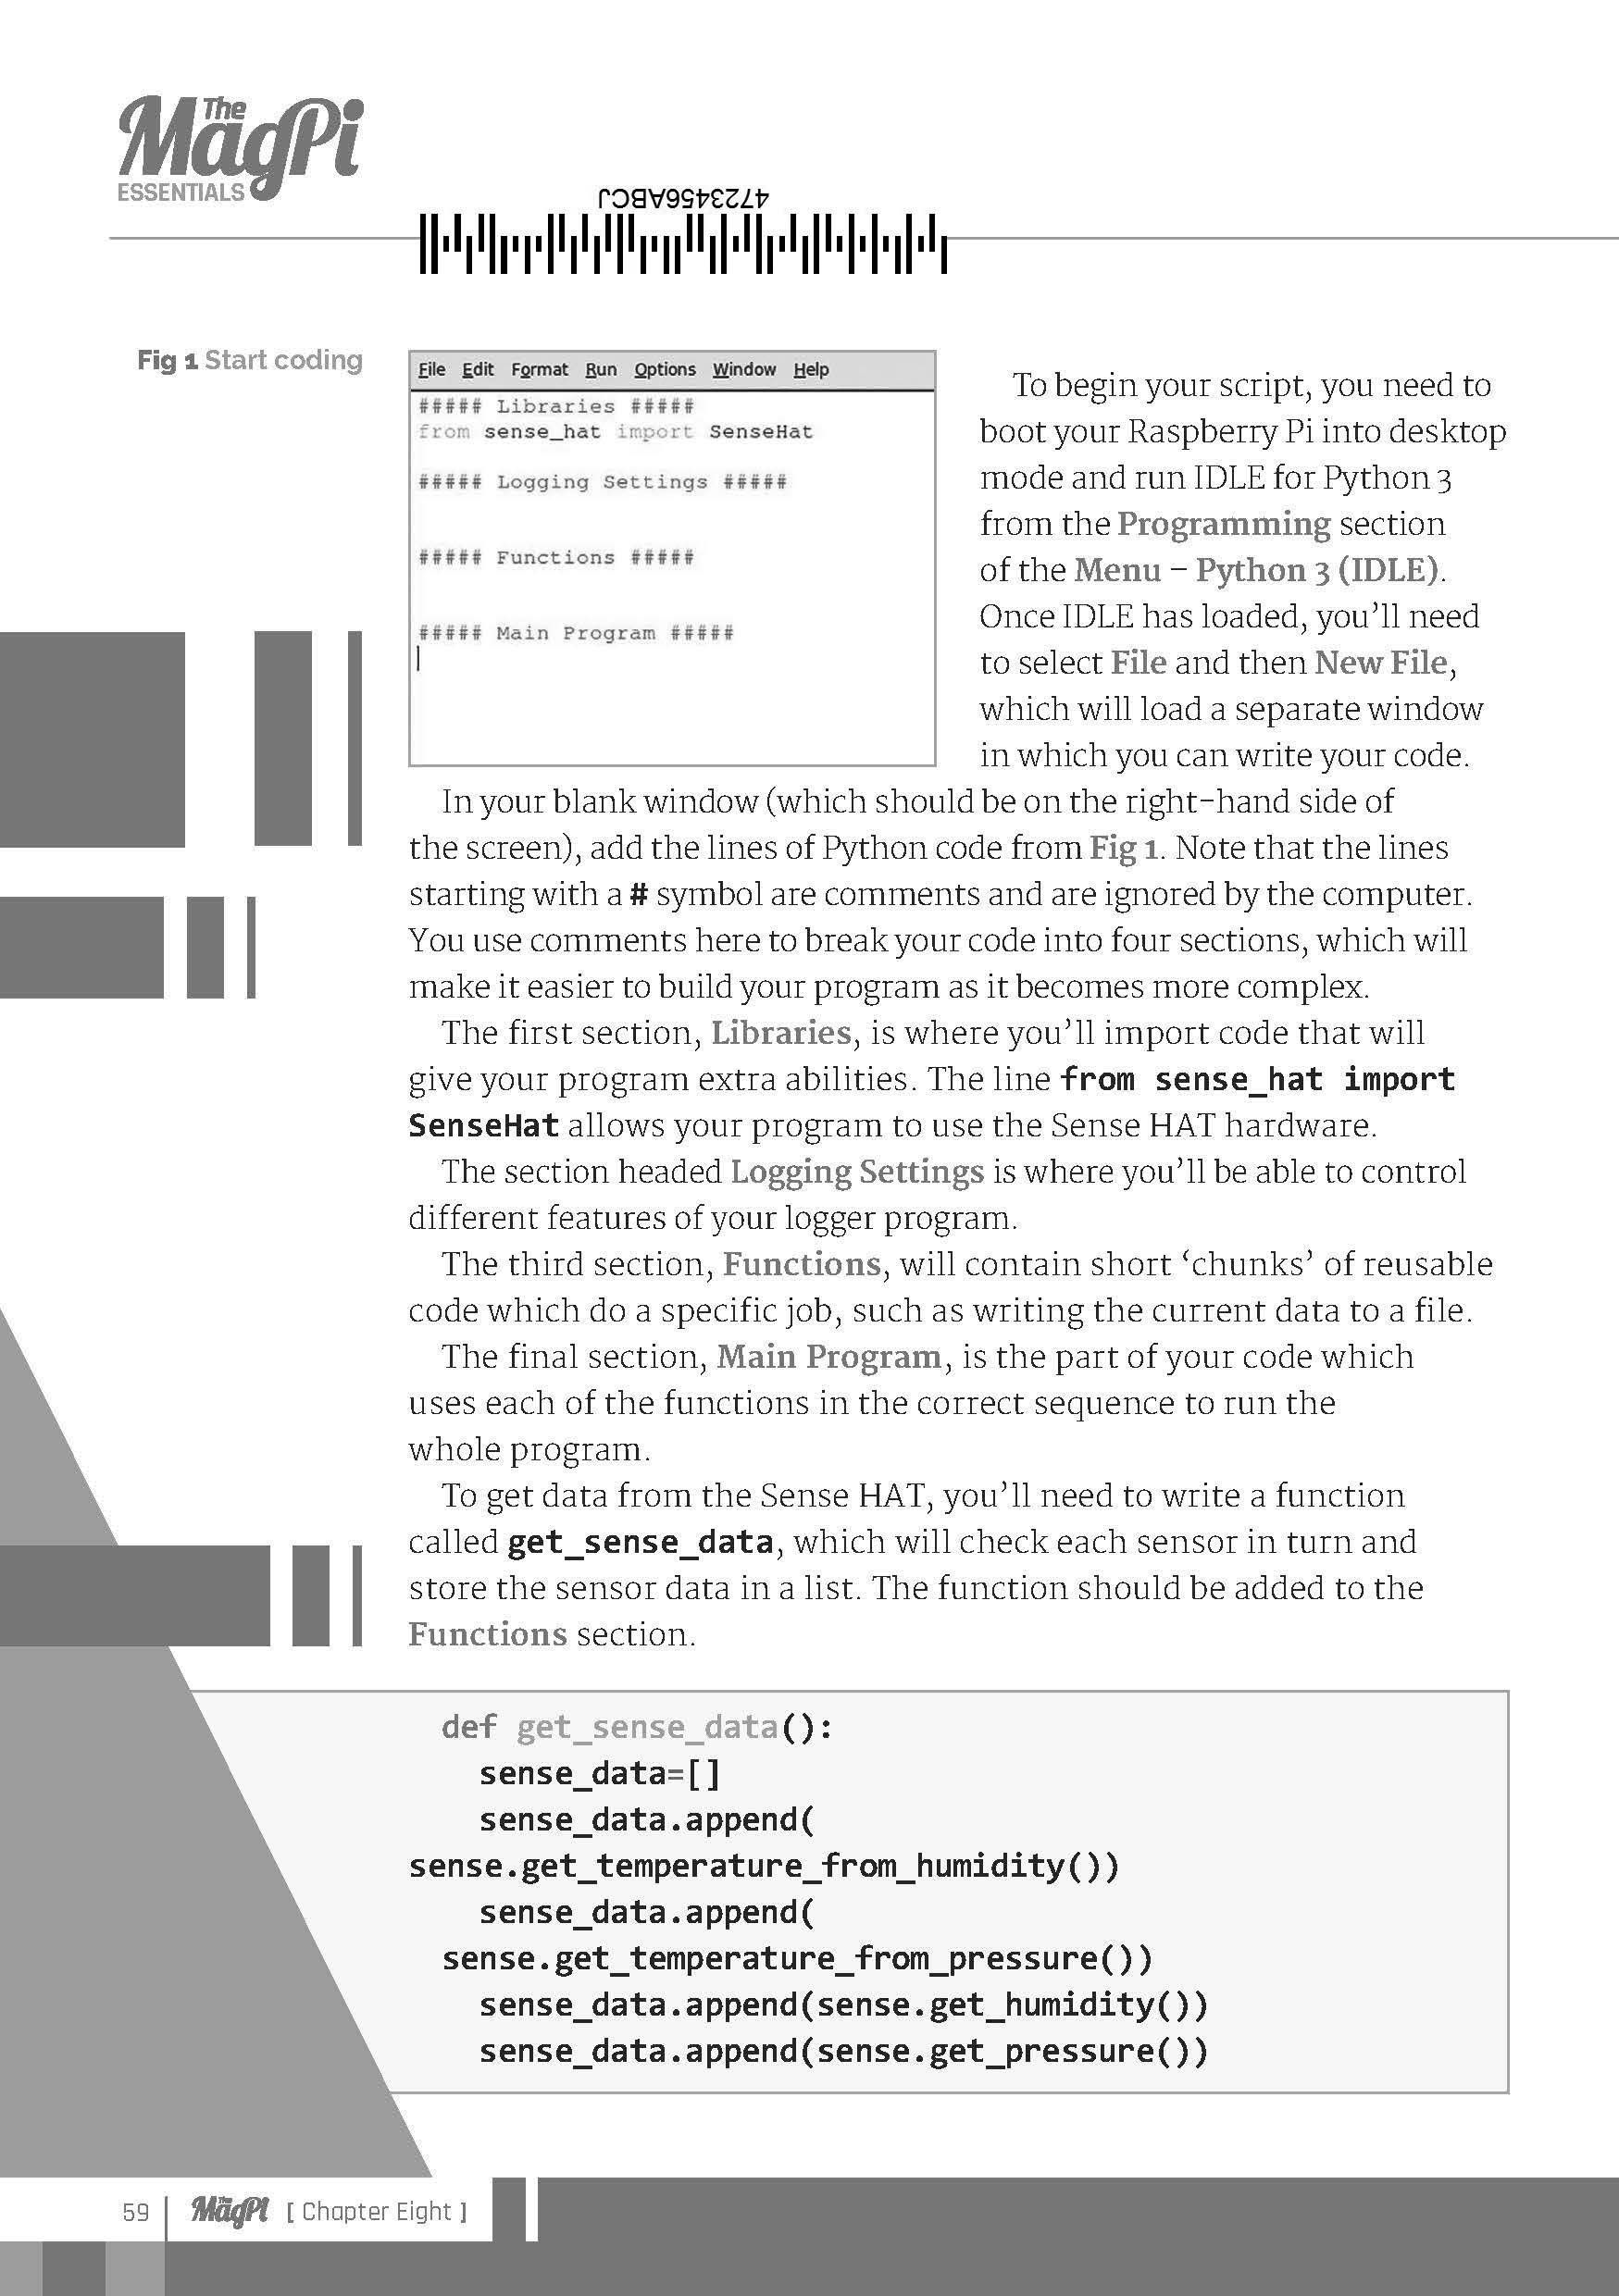 The
MagPi
ESSENTIALS
4723456ABCJ
Fig 1 Start coding
File Edit Format Run Options Window Help
##### Libraries #####
from sense_hat import SenseHat
##### Logging Settings #####
##### Functions #####
##### Main Program #####
To begin your script, you need to
boot your Raspberry Pi into desktop
mode and run IDLE for Python 3
from the Programming section
of the Menu – Python 3 (IDLE).
Once IDLE has loaded, you’ll need
to select File and then New File,
which will load a separate window
in which you can write your code.
In your blank window (which should be on the right-hand side of
the screen), add the lines of Python code from Fig 1. Note that the lines
starting with a # symbol are comments and are ignored by the computer.
You use comments here to break your code into four sections, which will
make it easier to build your program as it becomes more complex.
The first section, Libraries, is where you’ll import code that will
give your program extra abilities. The line from sense_hat import
SenseHat allows your program to use the Sense HAT hardware.
The section headed Logging Settings is where you’ll be able to control
different features of your logger program.
The third section, Functions, will contain short ‘chunks’ of reusable
code which do a specific job, such as writing the current data to a file.
The final section, Main Program, is the part of your code which
uses each of the functions in the correct sequence to run the
whole program.
To get data from the Sense HAT, you’ll need to write a function
called get_sense_data, which will check each sensor in turn and
store the sensor data in a list. The function should be added to the
Functions section.
def get_sense_data():
sense_data=[]
sense_data.append(
sense.get_temperature_from_humidity())
sense_data.append(
sense.get_temperature_from_pressure())
sense_data.append(sense.get_humidity())
sense_data.append(sense.get_pressure())
59 The MagPi [ Chapter Eight ]